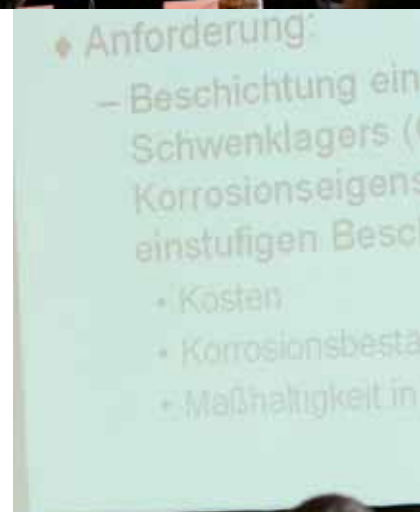 ♦ Anforderung:
– Beschichtung ein
Schwenklagers (
Korrosionseigens
einstufigen Besch
• Kosten
• Korrosionsbestä
• Maßhaltigkeit in